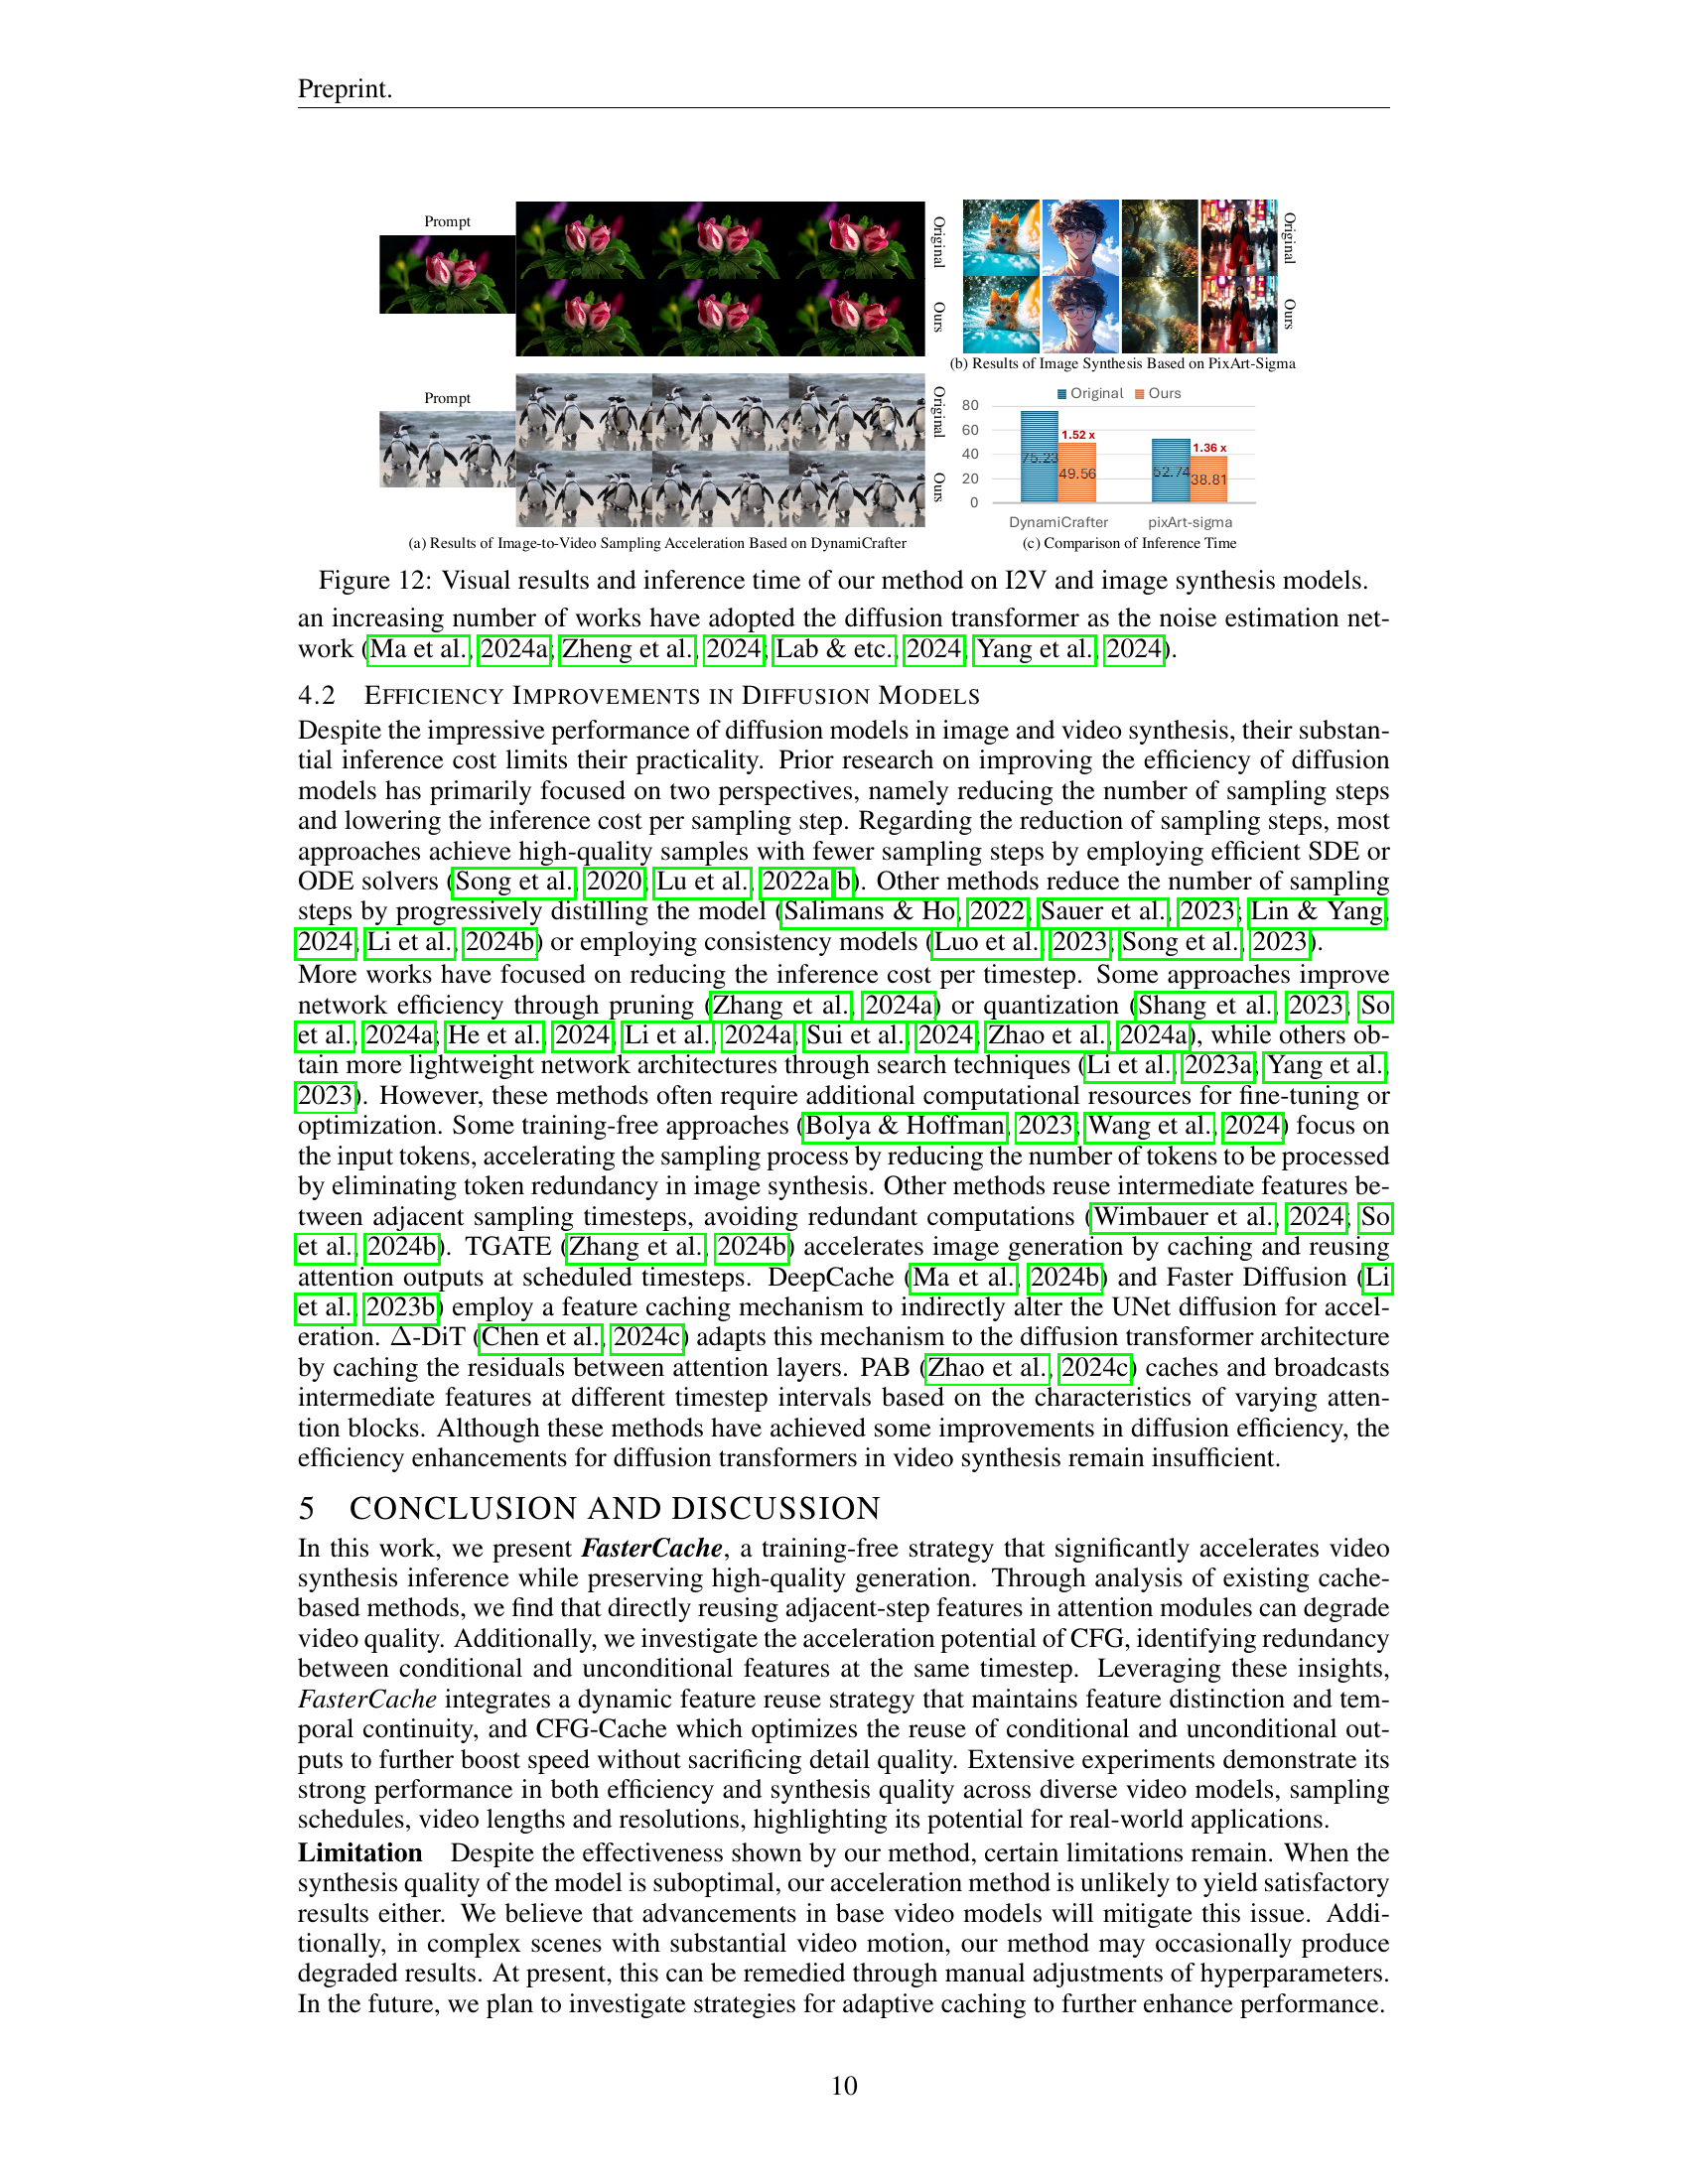 Preprint.
Prompt
Original
Ours
Prompt
Original
Ours
(a) Results of Image-to-Video Sampling Acceleration Based on DynamiCrafter
Original
Ours
(b) Results of Image Synthesis Based on PixArt-Sigma
Original Ours
80
60
40
20
0
1.52 x
75.23
49.56
1.36 x
52.74
38.81
DynamiCrafter pixArt-sigma
(c) Comparison of Inference Time
Figure 12: Visual results and inference time of our method on I2V and image synthesis models.
an increasing number of works have adopted the diffusion transformer as the noise estimation net-
work (Ma et al., 2024a; Zheng et al., 2024; Lab & etc., 2024; Yang et al., 2024).
4.2 EFFICIENCY IMPROVEMENTS IN DIFFUSION MODELS
Despite the impressive performance of diffusion models in image and video synthesis, their substan-
tial inference cost limits their practicality. Prior research on improving the efficiency of diffusion
models has primarily focused on two perspectives, namely reducing the number of sampling steps
and lowering the inference cost per sampling step. Regarding the reduction of sampling steps, most
approaches achieve high-quality samples with fewer sampling steps by employing efficient SDE or
ODE solvers (Song et al., 2020; Lu et al., 2022a;b). Other methods reduce the number of sampling
steps by progressively distilling the model (Salimans & Ho, 2022; Sauer et al., 2023; Lin & Yang,
2024; Li et al., 2024b) or employing consistency models (Luo et al., 2023; Song et al., 2023).
More works have focused on reducing the inference cost per timestep. Some approaches improve
network efficiency through pruning (Zhang et al., 2024a) or quantization (Shang et al., 2023; So
et al., 2024a; He et al., 2024; Li et al., 2024a; Sui et al., 2024; Zhao et al., 2024a), while others ob-
tain more lightweight network architectures through search techniques (Li et al., 2023a; Yang et al.,
2023). However, these methods often require additional computational resources for fine-tuning or
optimization. Some training-free approaches (Bolya & Hoffman, 2023; Wang et al., 2024) focus on
the input tokens, accelerating the sampling process by reducing the number of tokens to be processed
by eliminating token redundancy in image synthesis. Other methods reuse intermediate features be-
tween adjacent sampling timesteps, avoiding redundant computations (Wimbauer et al., 2024; So
et al., 2024b). TGATE (Zhang et al., 2024b) accelerates image generation by caching and reusing
attention outputs at scheduled timesteps. DeepCache (Ma et al., 2024b) and Faster Diffusion (Li
et al., 2023b) employ a feature caching mechanism to indirectly alter the UNet diffusion for accel-
eration. Δ-DiT (Chen et al., 2024c) adapts this mechanism to the diffusion transformer architecture
by caching the residuals between attention layers. PAB (Zhao et al., 2024c) caches and broadcasts
intermediate features at different timestep intervals based on the characteristics of varying atten-
tion blocks. Although these methods have achieved some improvements in diffusion efficiency, the
efficiency enhancements for diffusion transformers in video synthesis remain insufficient.
5 CONCLUSION AND DISCUSSION
In this work, we present FasterCache, a training-free strategy that significantly accelerates video
synthesis inference while preserving high-quality generation. Through analysis of existing cache-
based methods, we find that directly reusing adjacent-step features in attention modules can degrade
video quality. Additionally, we investigate the acceleration potential of CFG, identifying redundancy
between conditional and unconditional features at the same timestep. Leveraging these insights,
FasterCache integrates a dynamic feature reuse strategy that maintains feature distinction and tem-
poral continuity, and CFG-Cache which optimizes the reuse of conditional and unconditional out-
puts to further boost speed without sacrificing detail quality. Extensive experiments demonstrate its
strong performance in both efficiency and synthesis quality across diverse video models, sampling
schedules, video lengths and resolutions, highlighting its potential for real-world applications.
Limitation Despite the effectiveness shown by our method, certain limitations remain. When the
synthesis quality of the model is suboptimal, our acceleration method is unlikely to yield satisfactory
results either. We believe that advancements in base video models will mitigate this issue. Addi-
tionally, in complex scenes with substantial video motion, our method may occasionally produce
degraded results. At present, this can be remedied through manual adjustments of hyperparameters.
In the future, we plan to investigate strategies for adaptive caching to further enhance performance.
10